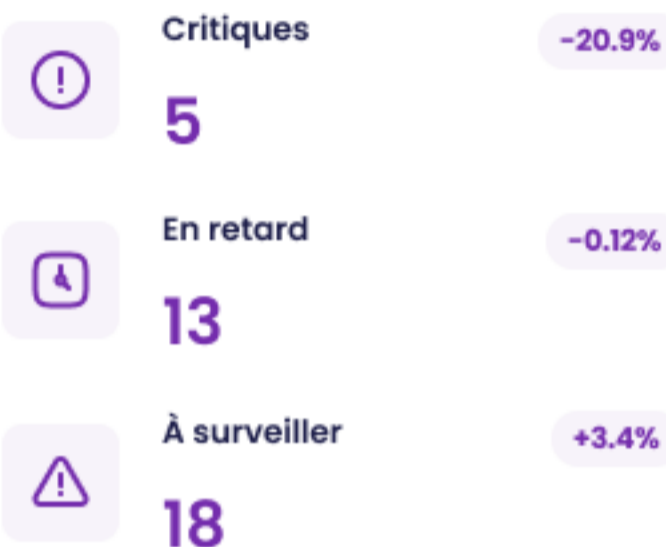 Critiques
-20.9%
5
En retard
-0.12%
13
À surveiller
+3.4%
18